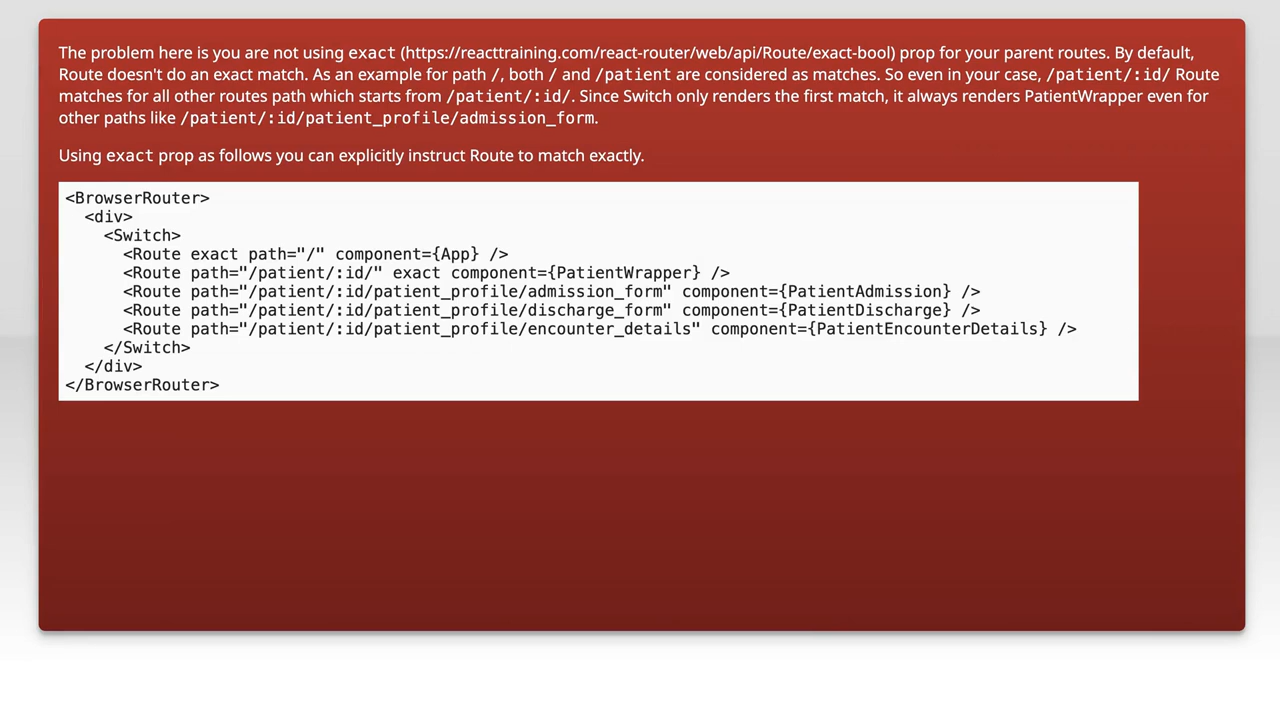 The problem here is you are not using exact (https://reacttraining.com/react-router/web/api/Route/exact-bool) prop for your parent routes. By default,
Route doesn't do an exact match. As an example for path /, both / and /patient are considered as matches. So even in your case, /patient/:id/ Route
matches for all other routes path which starts from /patient/:id/. Since Switch only renders the first match, it always renders PatientWrapper even for
other paths like /patient/:id/patient_profile/admission_form.
Using exact prop as follows you can explicitly instruct Route to match exactly.
<BrowserRouter>
  <div>
    <Switch>
      <Route exact path="/" component={App} />
      <Route path="/patient/:id/" exact component={PatientWrapper} />
      <Route path="/patient/:id/patient_profile/admission_form" component={PatientAdmission} />
      <Route path="/patient/:id/patient_profile/discharge_form" component={PatientDischarge} />
      <Route path="/patient/:id/patient_profile/encounter_details" component={PatientEncounterDetails} />
    </Switch>
  </div>
</BrowserRouter>